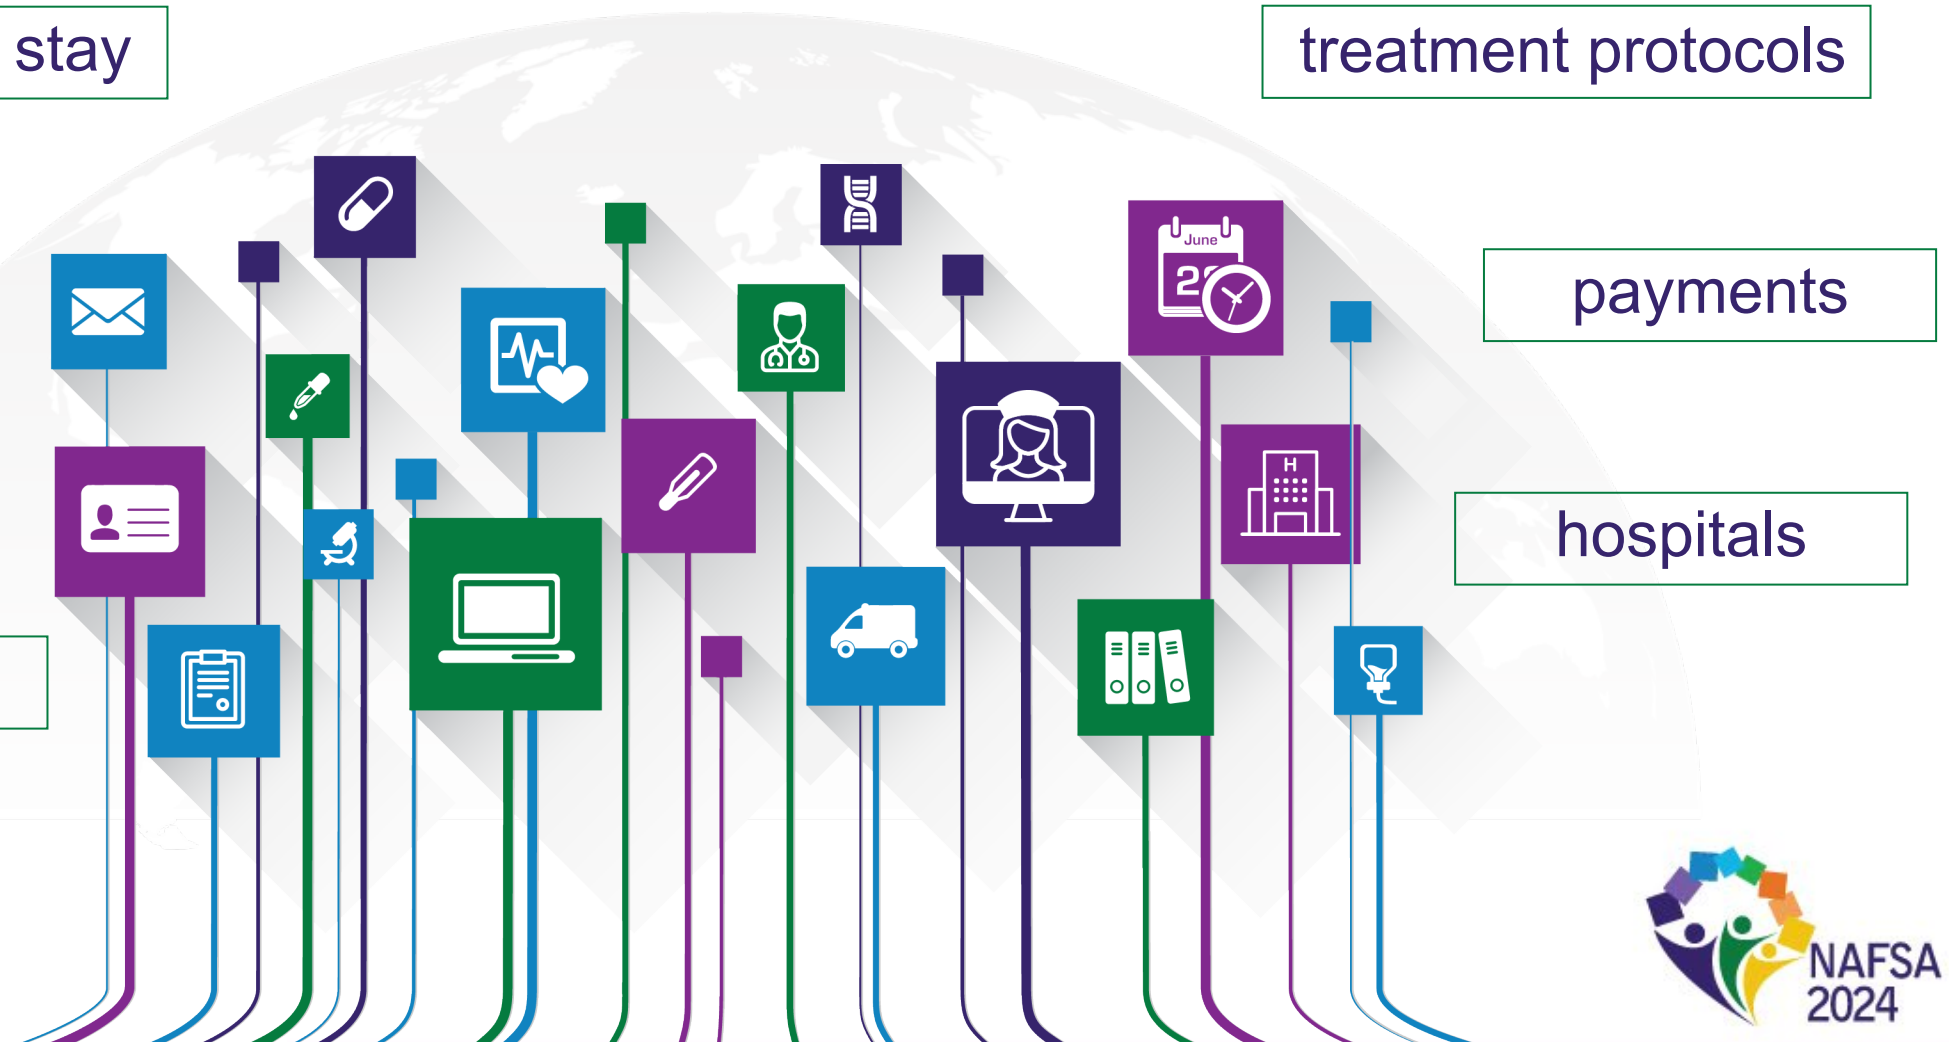 stay
treatment protocols
June
payments
H
hospitals
NAFSA
2024